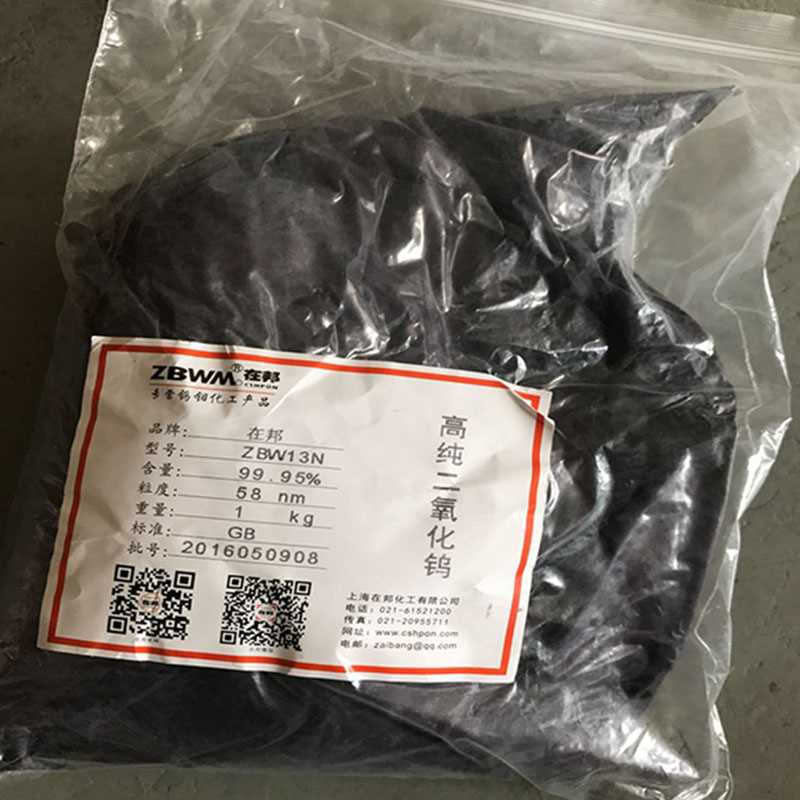 ZBWM®在邦
CSHPON
专营钨钼化工产品
品牌: 在邦
型号: ZBW13N
含量: 99.95%
粒度: 58 nm
重量: 1 kg
标准: GB
批号: 2016050908
高纯二氧化钨
上海在邦化工有限公司
电话: 021-61521200
传真: 021-20955711
网址: www.cshpon.com
电邮: zaibang@qq.com